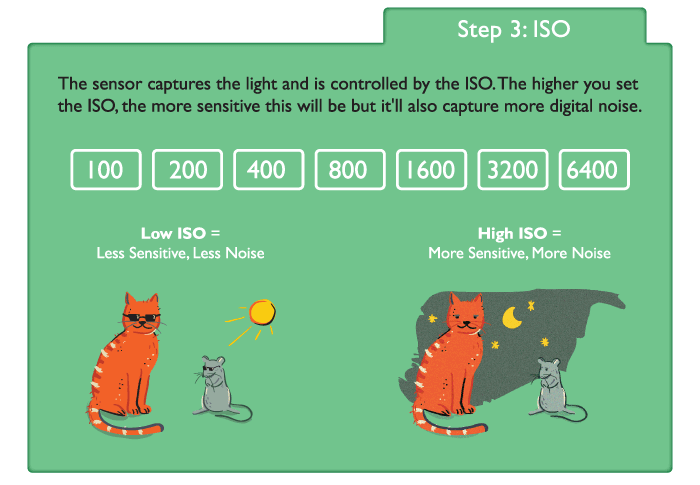 Step 3: ISO
The sensor captures the light and is controlled by the ISO. The higher you set
the ISO, the more sensitive this will be but it'll also capture more digital noise.
100 200 400 800 1600 3200 6400
Low ISO =
Less Sensitive, Less Noise
High ISO =
More Sensitive, More Noise